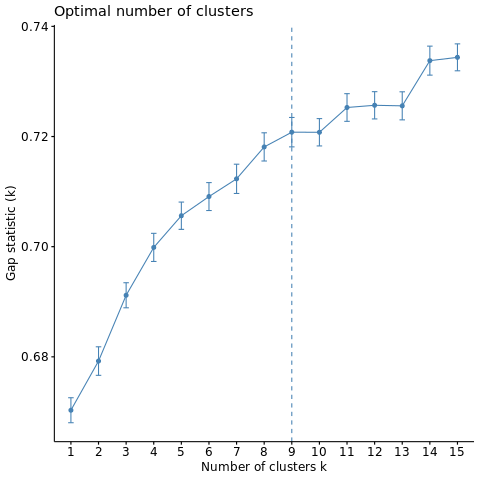 Optimal number of clusters
Gap statistic (k)
0.74
0.72
0.70
0.68
1 2 3 4 5 6 7 8 9 10 11 12 13 14 15
Number of clusters k